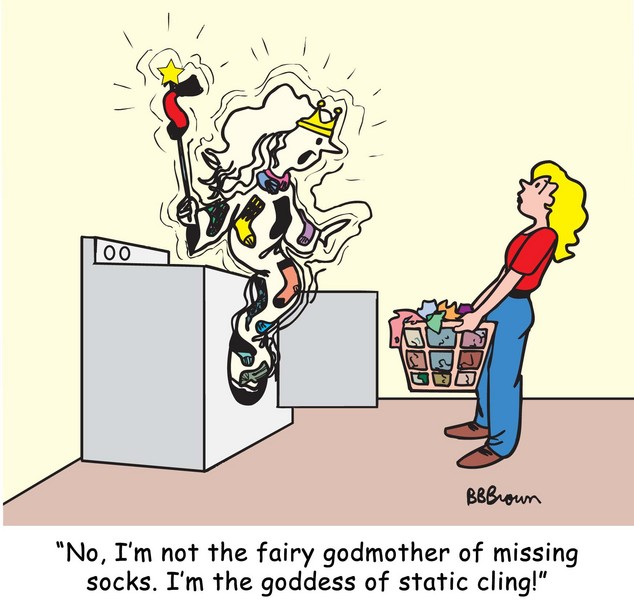 BBBrown
“No, I’m not the fairy godmother of missing
socks. I’m the goddess of static cling!”